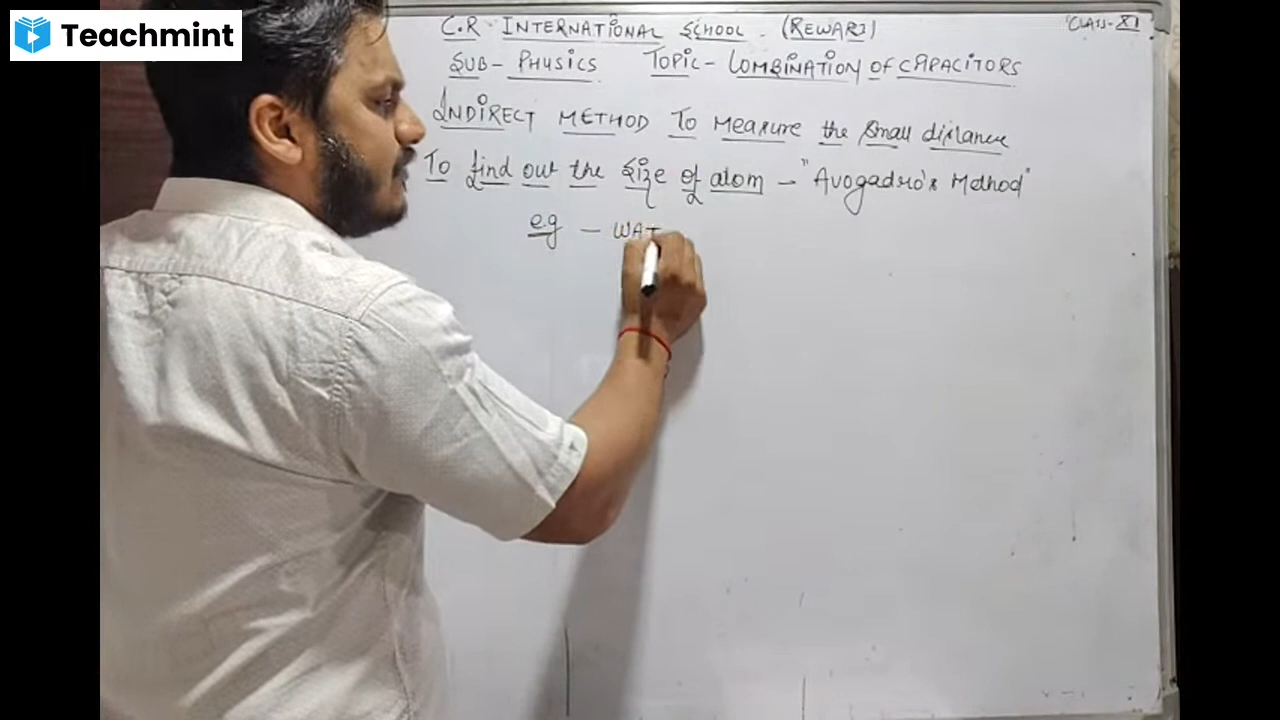 Teachmint
C.R. INTERNATIONAL SCHOOL. (REWARI)
CLASS-XI
SUB- PHYSICS TOPIC- COMBINATION OF CAPACITORS
INDIRECT METHOD TO Measure the small distance
To find out the size of atom - "Avogadro's Method"
e.g - WAT